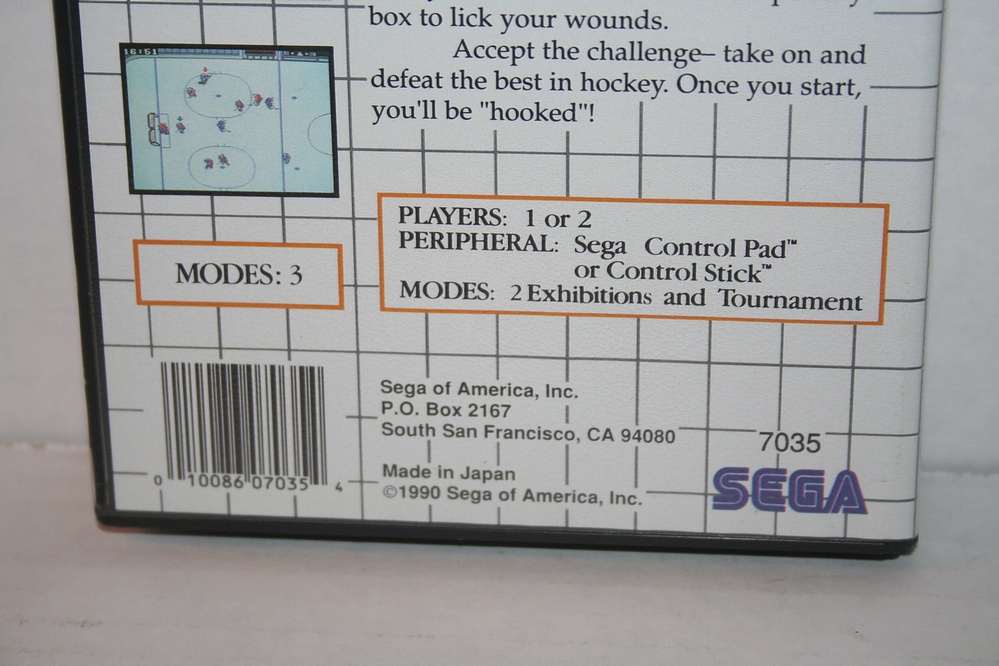 box to lick your wounds.
Accept the challenge– take on and
defeat the best in hockey. Once you start,
you'll be "hooked"!
16:51
PLAYERS: 1 or 2
PERIPHERAL: Sega Control Pad™
or Control Stick™
MODES: 2 Exhibitions and Tournament
MODES: 3
0 10086 07035 4
Sega of America, Inc.
P.O. Box 2167
South San Francisco, CA 94080
Made in Japan
©1990 Sega of America, Inc.
7035
SEGA